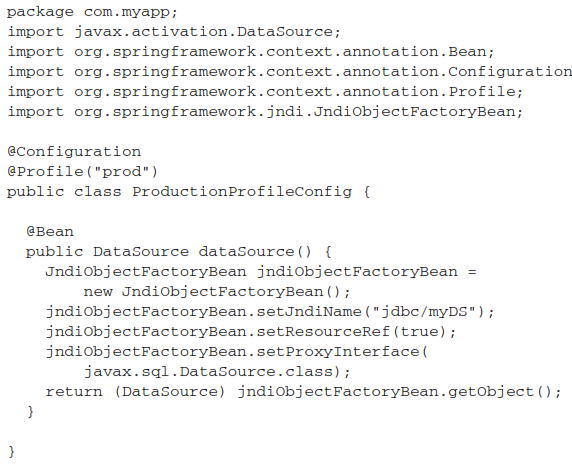 package com.myapp;
import javax.activation.DataSource;
import org.springframework.context.annotation.Bean;
import org.springframework.context.annotation.Configuration
import org.springframework.context.annotation.Profile;
import org.springframework.jndi.JndiObjectFactoryBean;

@Configuration
@Profile("prod")
public class ProductionProfileConfig {

  @Bean
  public DataSource dataSource() {
    JndiObjectFactoryBean jndiObjectFactoryBean =
        new JndiObjectFactoryBean();
    jndiObjectFactoryBean.setJndiName("jdbc/myDS");
    jndiObjectFactoryBean.setResourceRef(true);
    jndiObjectFactoryBean.setProxyInterface(
        javax.sql.DataSource.class);
    return (DataSource) jndiObjectFactoryBean.getObject();
  }

}